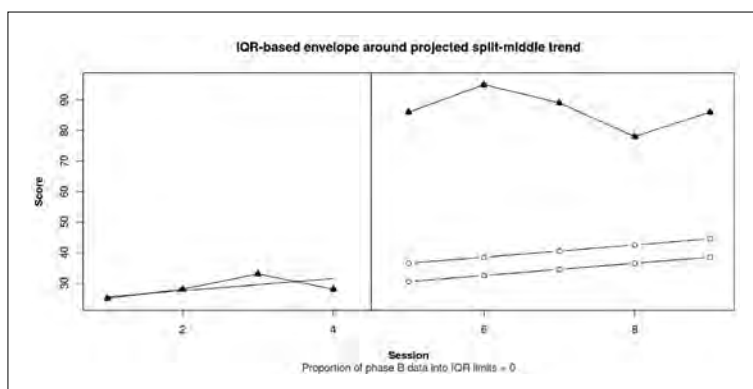 IQR-based envelope around projected split-middle trend
90
80
70
60
50
40
30
Score
2
4
6
8
Session
Proportion of phase B data into IQR limits = 0